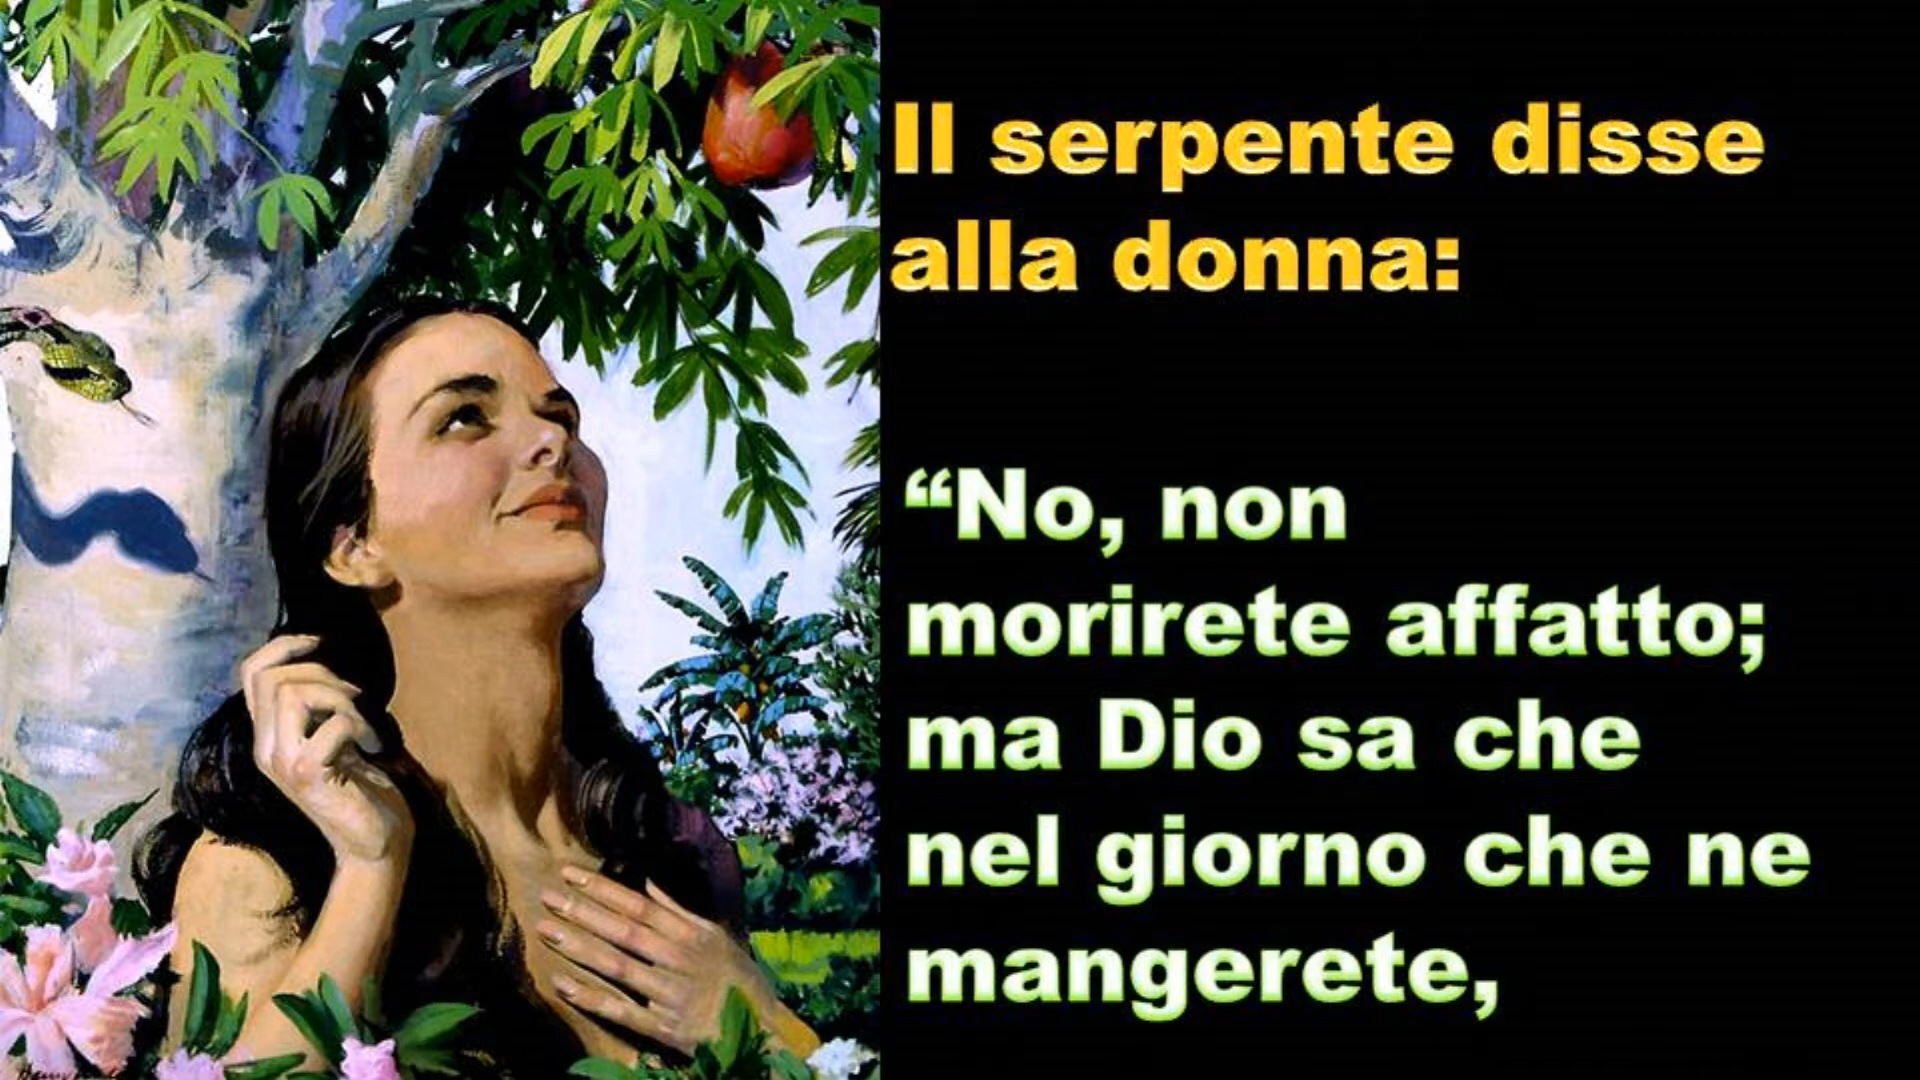 Il serpente disse
alla donna:
“No, non
morirete affatto;
ma Dio sa che
nel giorno che ne
mangerete,